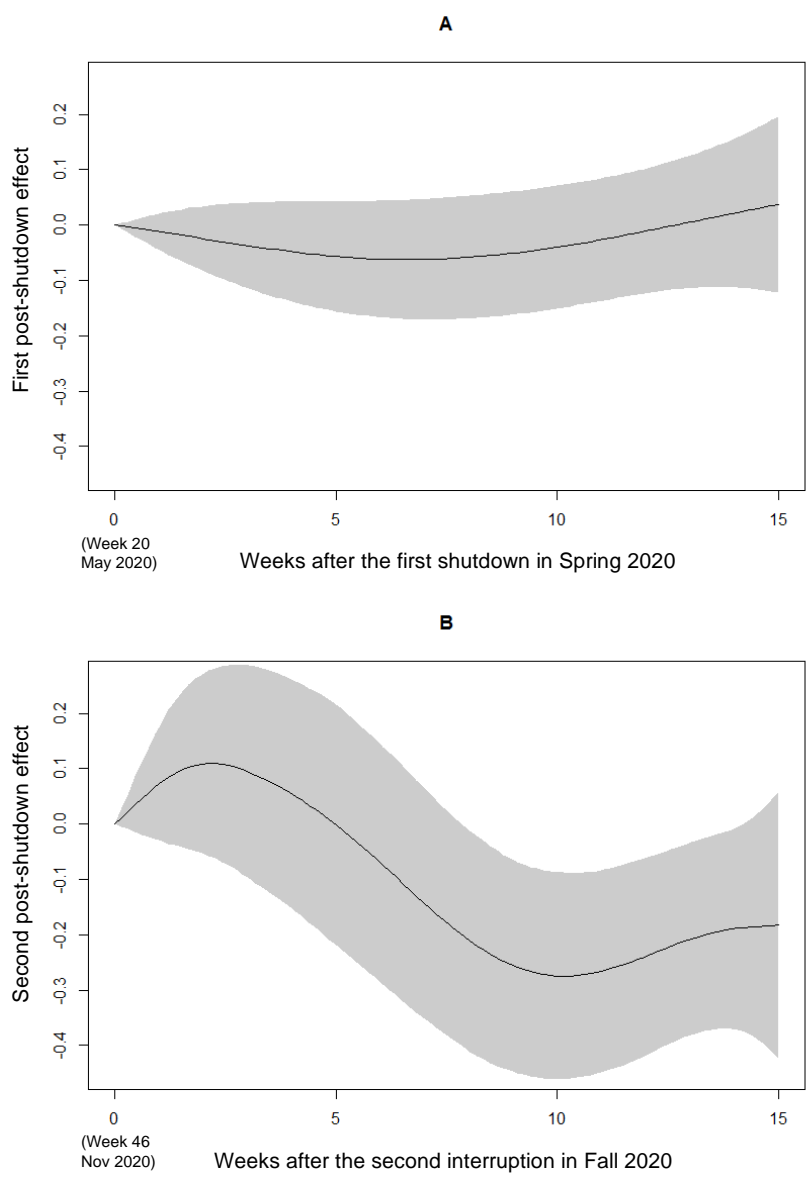 A
First post-shutdown effect
0.2
0.1
0.0
-0.1
-0.2
-0.3
-0.4
0 5 10 15
(Week 20
May 2020)
Weeks after the first shutdown in Spring 2020
B
Second post-shutdown effect
0.2
0.1
0.0
-0.1
-0.2
-0.3
-0.4
0 5 10 15
(Week 46
Nov 2020)
Weeks after the second interruption in Fall 2020